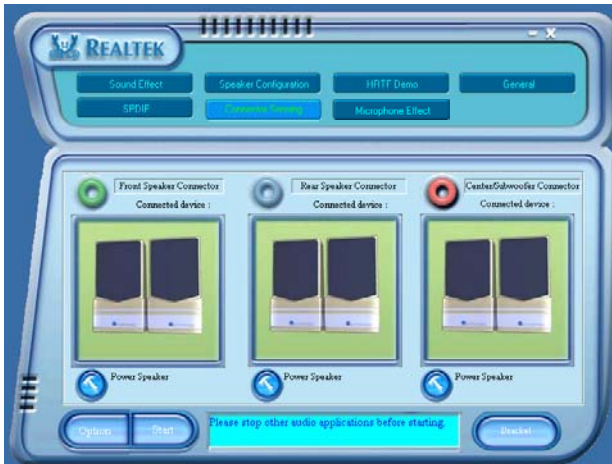 REALTEK
Sound Effect
Speaker Configuration
HRTF Demo
General
SPDIF
Connector Sensing
Microphone Effect
Front Speaker Connector
Rear Speaker Connector
Center/Subwoofer Connector
Connected device :
Connected device :
Connected device :
Power Speaker
Power Speaker
Power Speaker
Option
Start
Please stop other audio applications before starting.
Bracket